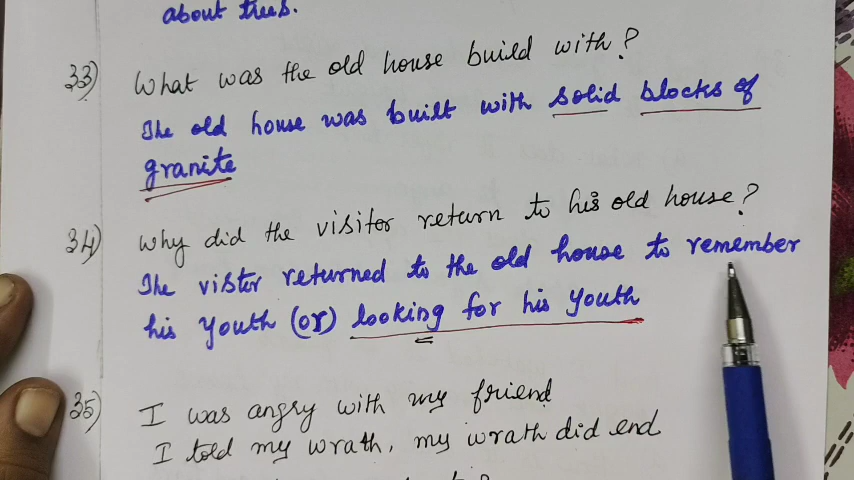 about trees.
33) What was the old house build with?
The old house was built with solid blocks of
granite
34) Why did the visitor return to his old house?
The vistor returned to the old house to remember
his youth (or) looking for his youth
35) I was angry with my friend
I told my wrath, my wrath did end